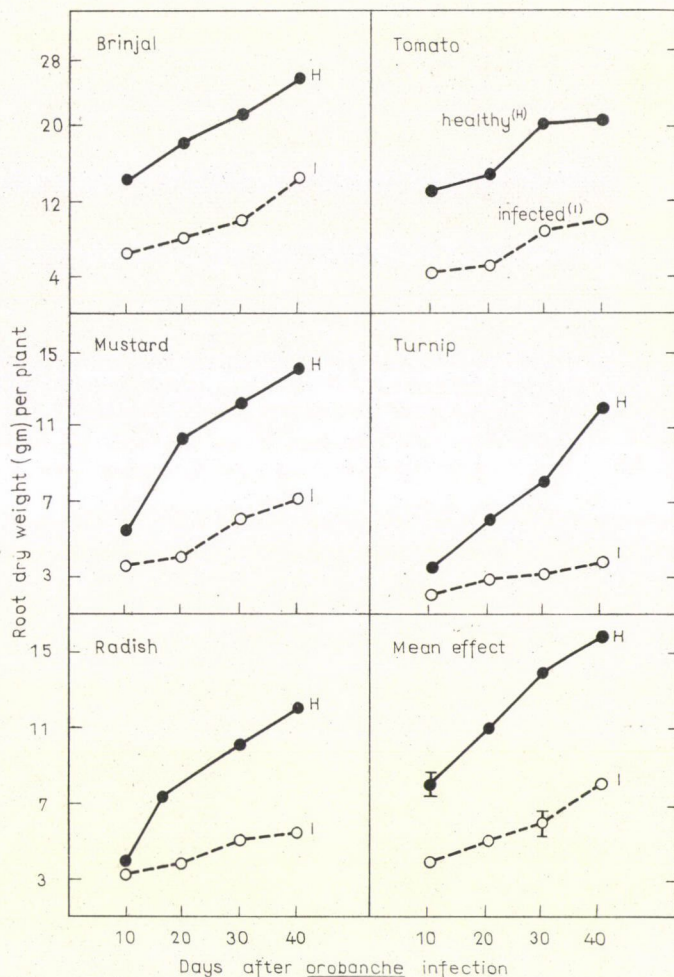 Brinjal
28
20
12
4
H
I
Tomato
healthy(H)
infected(I)
Mustard
15
11
7
3
H
I
Turnip
H
I
Radish
15
11
7
3
H
I
Mean effect
H
I
10 20 30 40
10 20 30 40
Root dry weight (gm) per plant
Days after orobanche infection